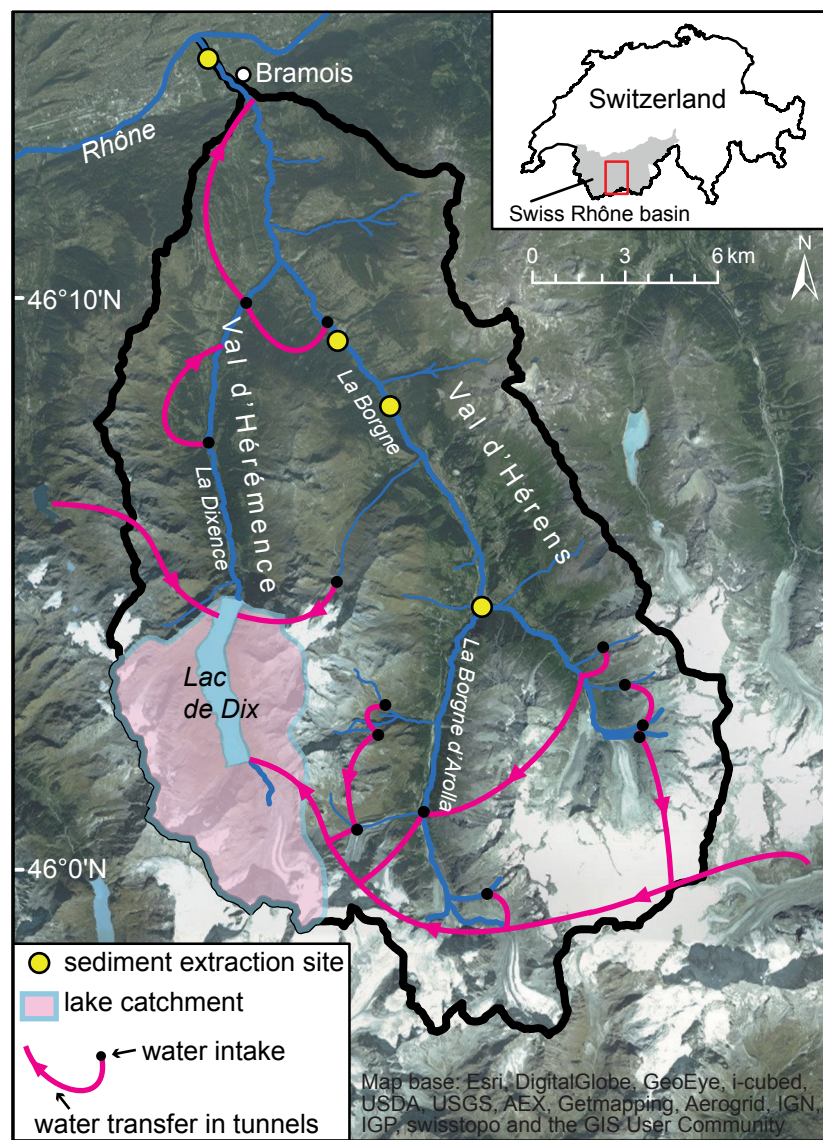 Bramois
Rhône
Switzerland
Swiss Rhône basin
0 3 6 km
N
46°10'N
Val d'Hérémence
La Borgne
Val d'Hérens
La Dixence
Lac
de Dix
La Borgne d'Arolla
46°0'N
sediment extraction site
lake catchment
water intake
water transfer in tunnels
Map base: Esri, DigitalGlobe, GeoEye, i-cubed,
USDA, USGS, AEX, Getmapping, Aerogrid, IGN,
IGP, swisstopo and the GIS User Community